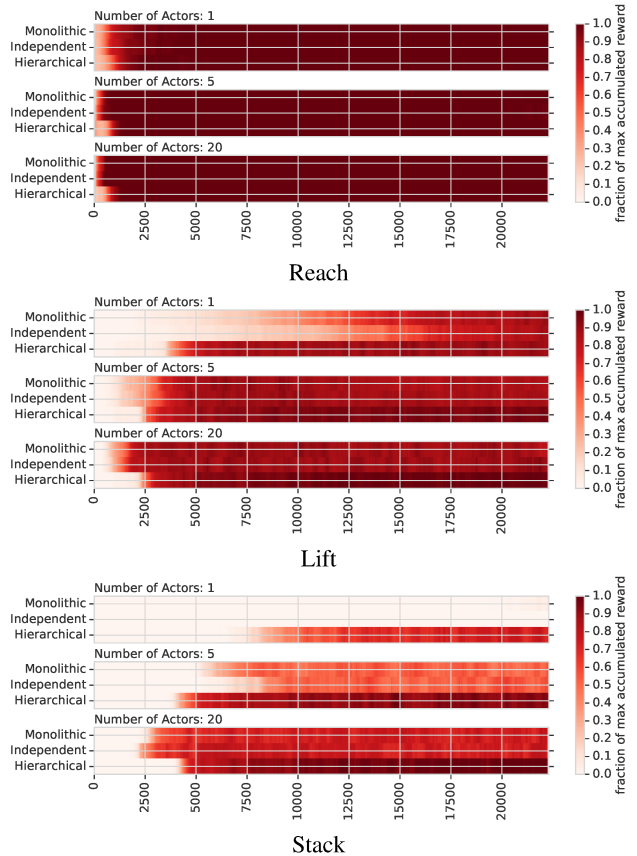 Number of Actors: 1
Monolithic
Independent
Hierarchical
Number of Actors: 5
Monolithic
Independent
Hierarchical
Number of Actors: 20
Monolithic
Independent
Hierarchical
0 2500 5000 7500 10000 12500 15000 17500 20000
1.0
0.9
0.8
0.7
0.6
0.5
0.4
0.3
0.2
0.1
0.0
fraction of max accumulated reward
Reach
Number of Actors: 1
Monolithic
Independent
Hierarchical
Number of Actors: 5
Monolithic
Independent
Hierarchical
Number of Actors: 20
Monolithic
Independent
Hierarchical
0 2500 5000 7500 10000 12500 15000 17500 20000
1.0
0.9
0.8
0.7
0.6
0.5
0.4
0.3
0.2
0.1
0.0
fraction of max accumulated reward
Lift
Number of Actors: 1
Monolithic
Independent
Hierarchical
Number of Actors: 5
Monolithic
Independent
Hierarchical
Number of Actors: 20
Monolithic
Independent
Hierarchical
0 2500 5000 7500 10000 12500 15000 17500 20000
1.0
0.9
0.8
0.7
0.6
0.5
0.4
0.3
0.2
0.1
0.0
fraction of max accumulated reward
Stack